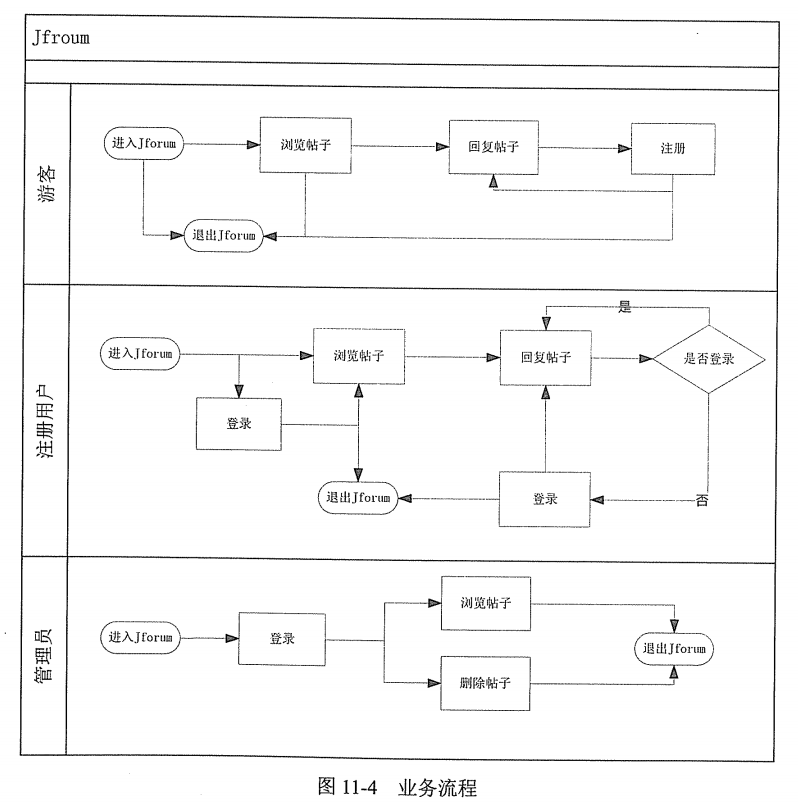 Jfroum
游客
进入Jforum
浏览帖子
回复帖子
注册
退出Jforum
注册用户
是
进入Jforum
浏览帖子
回复帖子
是否登录
登录
退出Jforum
登录
否
管理员
浏览帖子
进入Jforum
登录
退出Jforum
删除帖子
图 11-4 业务流程